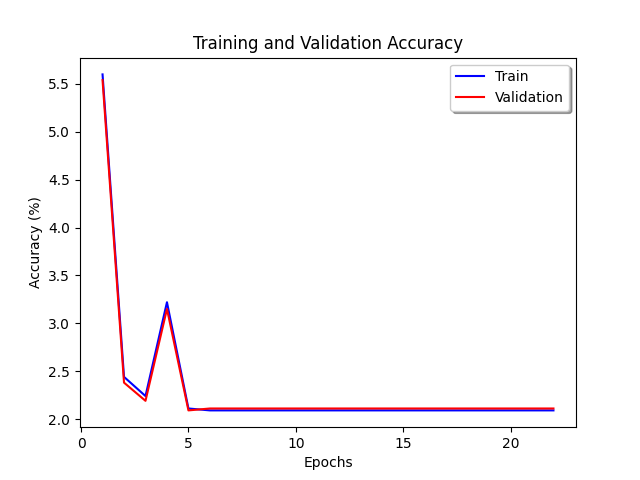 Training and Validation Accuracy
Train
Validation
Accuracy (%)
5.5
5.0
4.5
4.0
3.5
3.0
2.5
2.0
0 5 10 15 20
Epochs